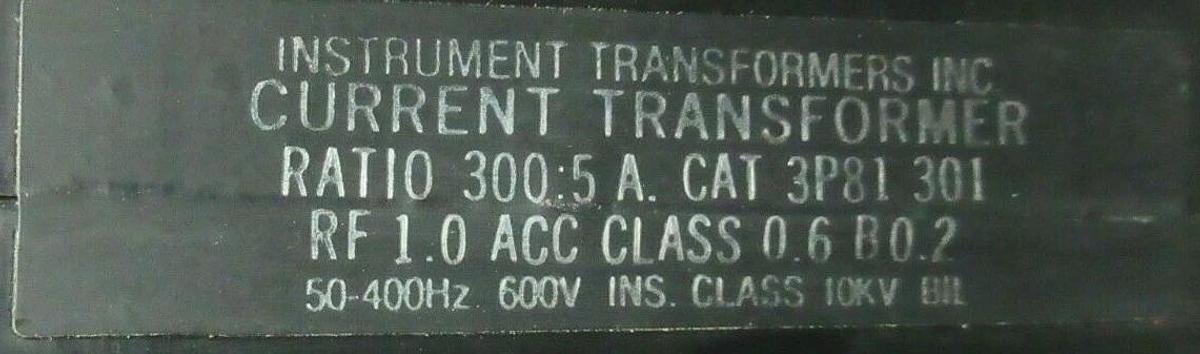 INSTRUMENT TRANSFORMERS INC.
CURRENT TRANSFORMER
RATIO 300:5 A. CAT 3P81 301
RF 1.0 ACC CLASS 0.6 B0.2
50-400Hz. 600V INS. CLASS 10KV BIL